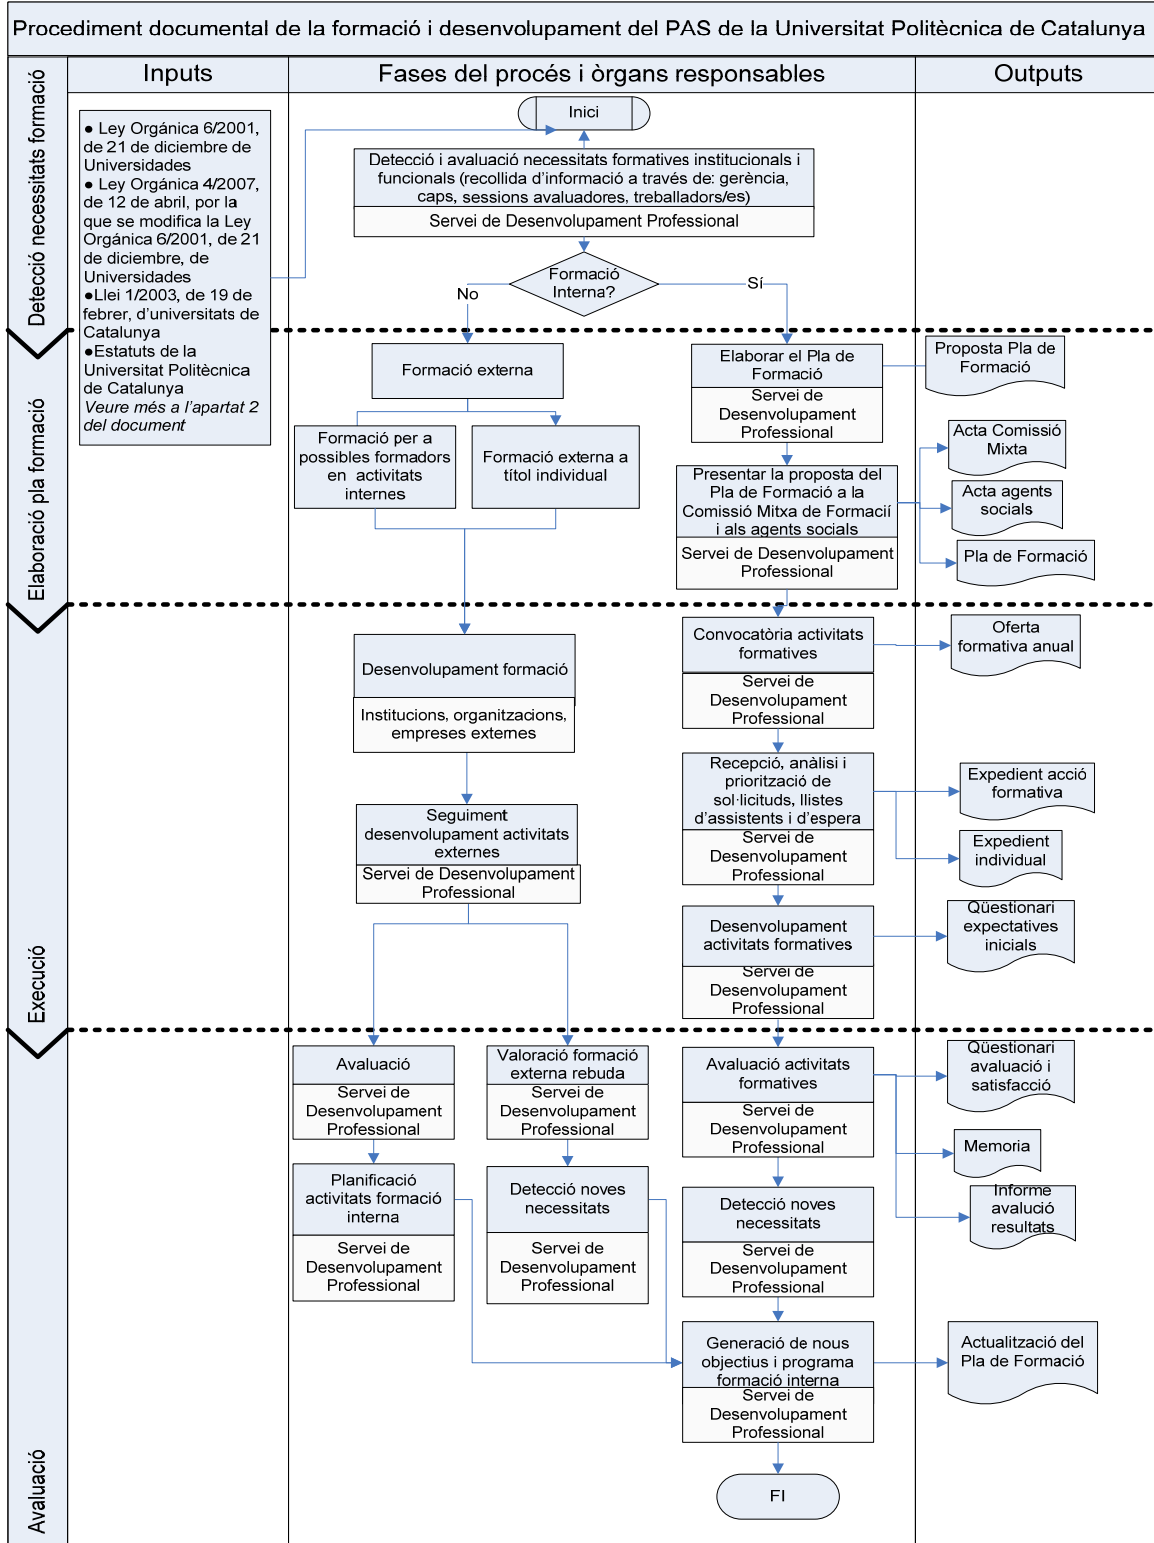 Procediment documental de la formació i desenvolupament del PAS de la Universitat Politècnica de Catalunya
Inputs
Fases del procés i òrgans responsables
Outputs
Detecció necessitats formació
● Ley Orgánica 6/2001,
de 21 de diciembre de
Universidades
● Ley Orgánica 4/2007,
de 12 de abril, por la
que se modifica la Ley
Orgánica 6/2001, de 21
de diciembre, de
Universidades
●Llei 1/2003, de 19 de
febrer, d'universitats de
Catalunya
●Estatuts de la
Universitat Politècnica
de Catalunya
Veure més a l'apartat 2
del document
Inici
Detecció i avaluació necessitats formatives institucionals i
funcionals (recollida d'informació a través de: gerència,
caps, sessions avaluadores, treballadors/es)
Servei de Desenvolupament Professional
Formació
Interna?
No
Sí
Elaboració pla formació
Formació externa
Formació per a
possibles formadors
en activitats
internes
Formació externa a
títol individual
Elaborar el Pla de
Formació
Servei de
Desenvolupament
Professional
Proposta Pla de
Formació
Presentar la proposta del
Pla de Formació a la
Comissió Mitxa de Formacií
i als agents socials
Servei de Desenvolupament
Professional
Acta Comissió
Mixta
Acta agents
socials
Pla de Formació
Execució
Desenvolupament formació
Institucions, organitzacions,
empreses externes
Seguiment
desenvolupament activitats
externes
Servei de Desenvolupament
Professional
Convocatòria activitats
formatives
Servei de
Desenvolupament
Professional
Oferta
formativa anual
Recepció, anàlisi i
priorització de
sol·licituds, llistes
d'assistents i d'espera
Servei de
Desenvolupament
Professional
Expedient acció
formativa
Expedient
individual
Desenvolupament
activitats formatives
Servei de
Desenvolupament
Professional
Qüestionari
expectatives
inicials
Avaluació
Avaluació
Servei de
Desenvolupament
Professional
Planificació
activitats formació
interna
Servei de
Desenvolupament
Professional
Valoració formació
externa rebuda
Servei de
Desenvolupament
Professional
Detecció noves
necessitats
Servei de
Desenvolupament
Professional
Avaluació activitats
formatives
Servei de
Desenvolupament
Professional
Qüestionari
avaluació i
satisfacció
Memoria
Informe
avalució
resultats
Detecció noves
necessitats
Servei de
Desenvolupament
Professional
Generació de nous
objectius i programa
formació interna
Servei de
Desenvolupament
Professional
Actualització del
Pla de Formació
FI